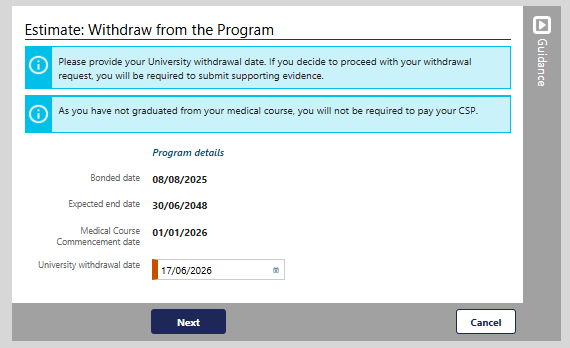 Estimate: Withdraw from the Program
Please provide your University withdrawal date. If you decide to proceed with your withdrawal
request, you will be required to submit supporting evidence.
As you have not graduated from your medical course, you will not be required to pay your CSP.
Program details
Bonded date 08/08/2025
Expected end date 30/06/2048
Medical Course
Commencement date 01/01/2026
University withdrawal date 17/06/2026
Next
Cancel
Guidance